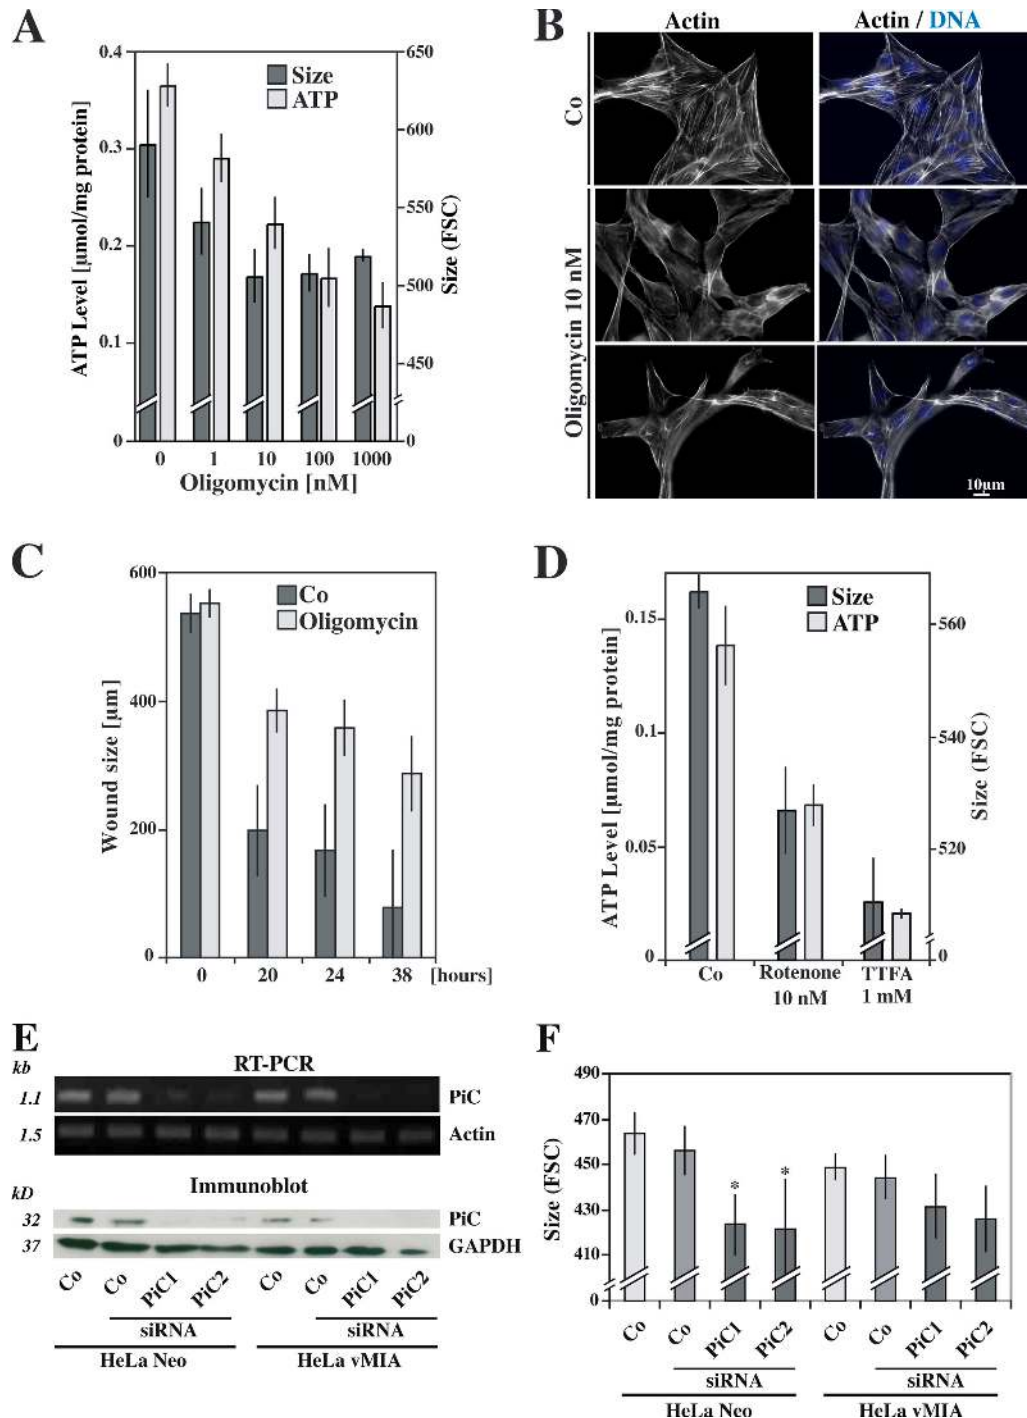 A
ATP Level [µmol/mg protein]
0.4
0.3
0.2
0.1
0
Size
ATP
650
600
550
500
450
0
Size (FSC)
0 1 10 100 1000
Oligomycin [nM]
B
Actin
Actin / DNA
Co
Oligomycin 10 nM
10µm
C
Wound size [µm]
600
400
200
0
Co
Oligomycin
0 20 24 38 [hours]
D
ATP Level [µmol/mg protein]
0.15
0.1
0.05
0
Size
ATP
560
540
520
0
Size (FSC)
Co Rotenone TTFA
10 nM 1 mM
E
RT-PCR
kb
1.1 PiC
1.5 Actin
Immunoblot
kD
32 PiC
37 GAPDH
Co Co PiC1 PiC2 Co Co PiC1 PiC2
siRNA siRNA
HeLa Neo HeLa vMIA
F
Size (FSC)
490
470
450
430
410
0
* *
Co Co PiC1 PiC2 Co Co PiC1 PiC2
siRNA siRNA
HeLa Neo HeLa vMIA